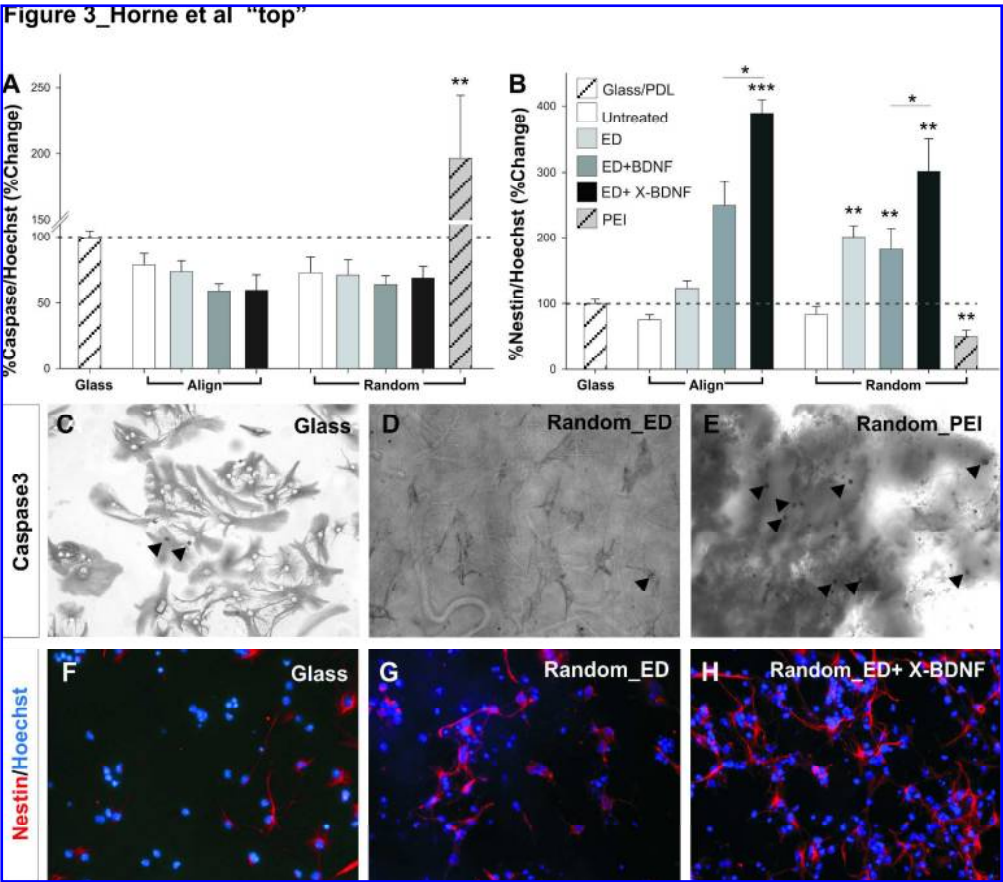 Figure 3_Horne et al “top”
A
%Caspase/Hoechst (%Change)
250
200
150
100
50
0
**
Glass
Align
Random
B
%Nestin/Hoechst (%Change)
400
300
200
100
0
Glass/PDL
Untreated
ED
ED+BDNF
ED+ X-BDNF
PEI
*
***
**
**
*
**
**
Glass
Align
Random
Caspase3
C
Glass
D
Random_ED
E
Random_PEI
Nestin/Hoechst
F
Glass
G
Random_ED
H
Random_ED+ X-BDNF